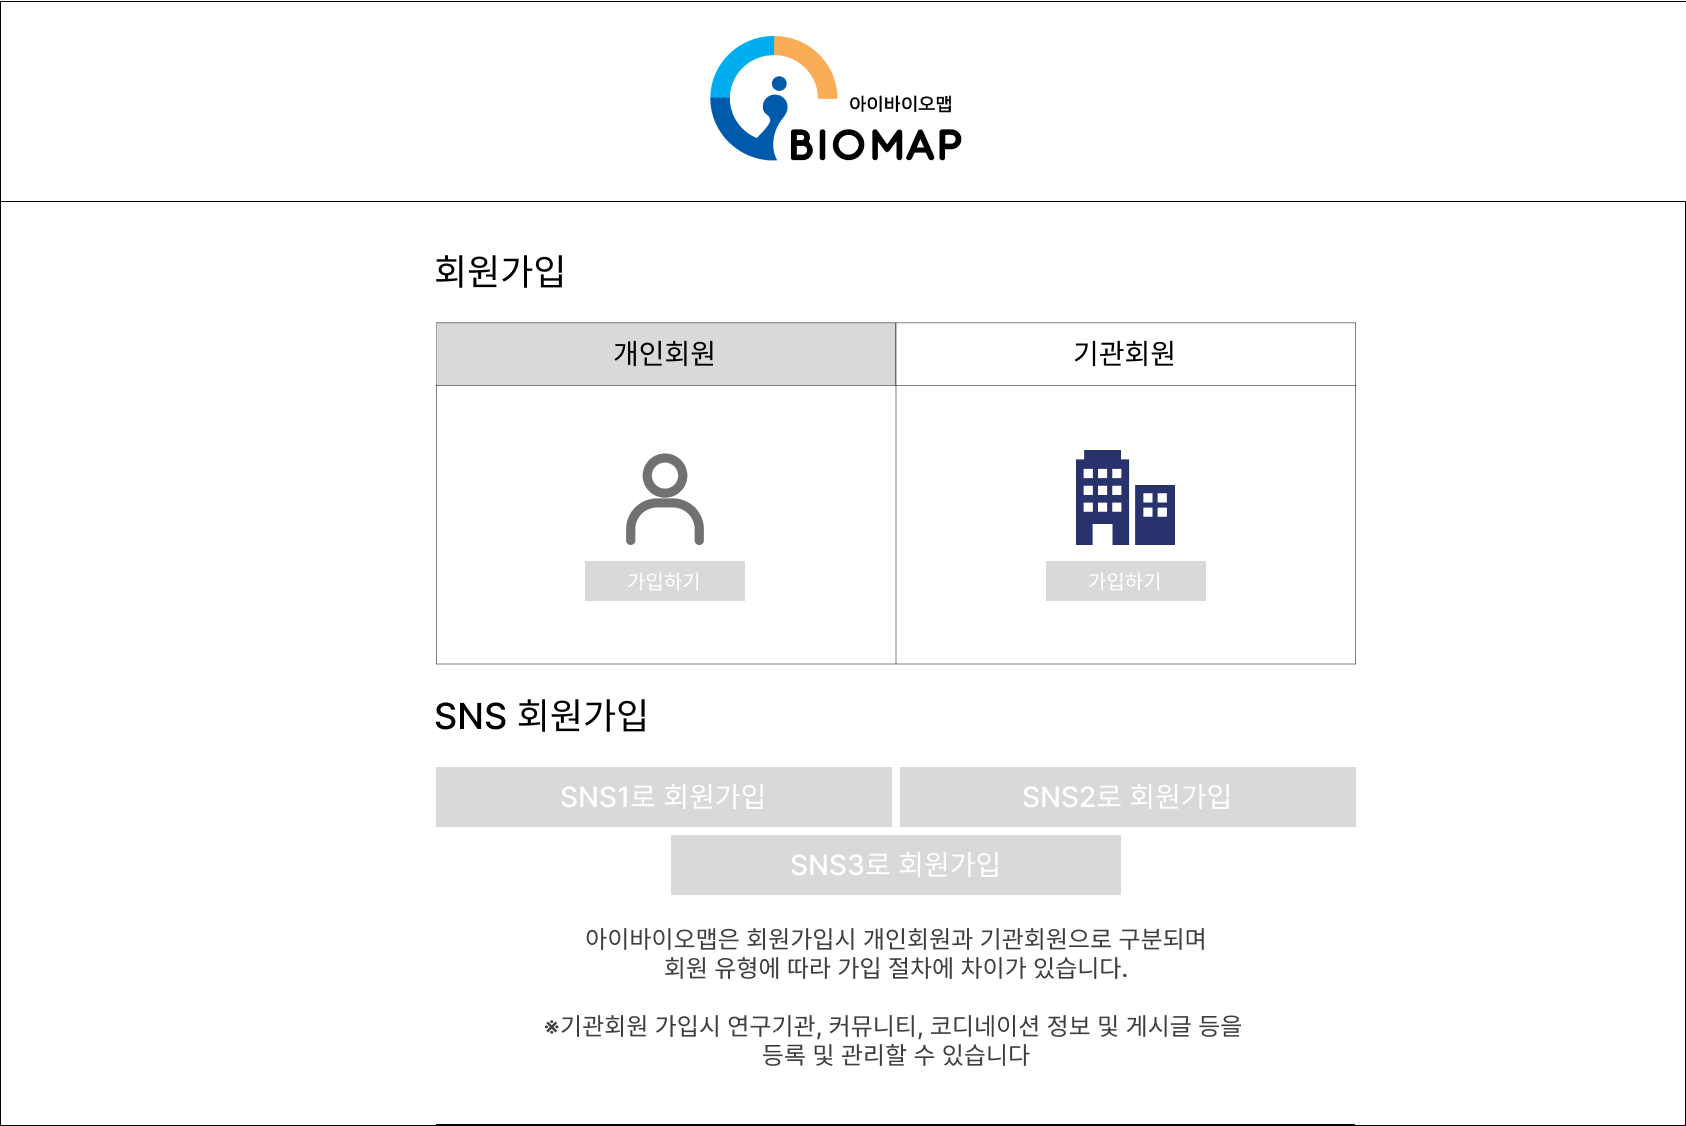 아이바이오맵
BIOMAP
회원가입
개인회원
기관회원
가입하기
가입하기
SNS 회원가입
SNS1로 회원가입
SNS2로 회원가입
SNS3로 회원가입
아이바이오맵은 회원가입시 개인회원과 기관회원으로 구분되며
회원 유형에 따라 가입 절차에 차이가 있습니다.
※기관회원 가입시 연구기관, 커뮤니티, 코디네이션 정보 및 게시글 등을
등록 및 관리할 수 있습니다